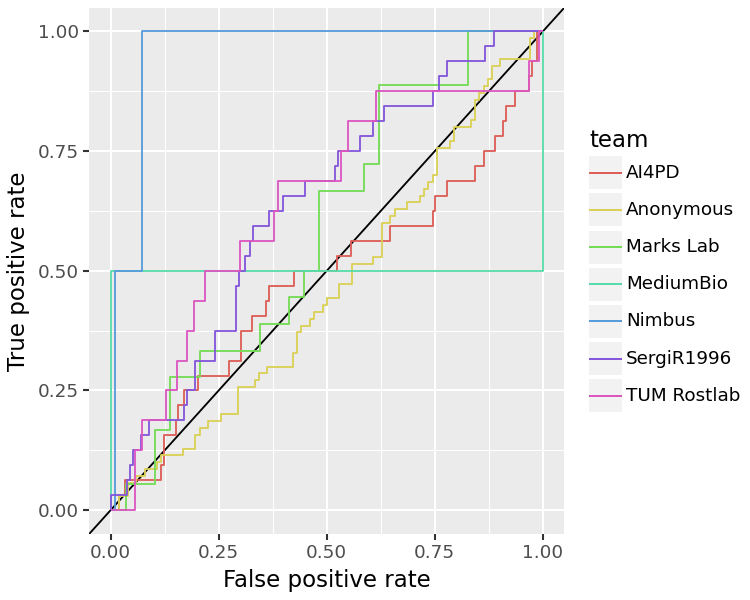 1.00
0.75
0.50
0.25
0.00
True positive rate
0.00 0.25 0.50 0.75 1.00
False positive rate
team
AI4PD
Anonymous
Marks Lab
MediumBio
Nimbus
SergiR1996
TUM Rostlab